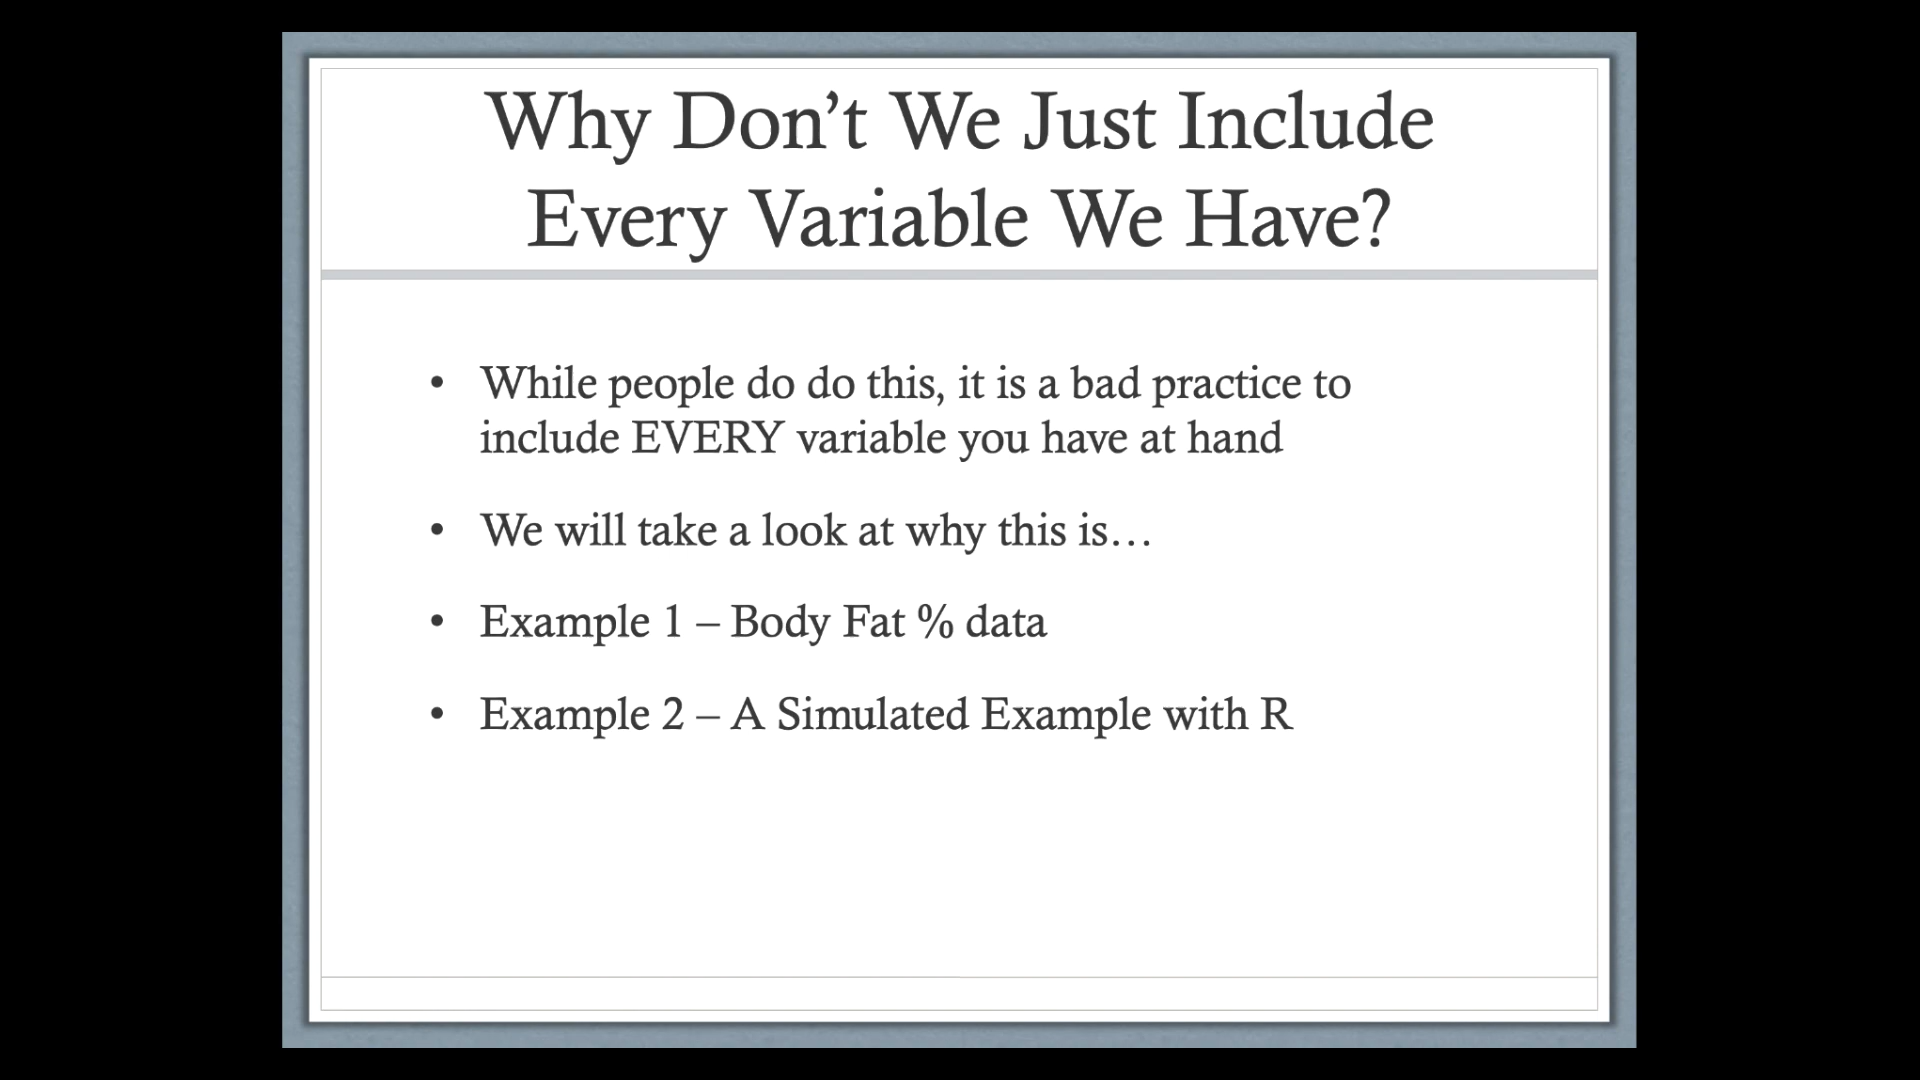 Why Don’t We Just Include
Every Variable We Have?
• While people do do this, it is a bad practice to
include EVERY variable you have at hand
• We will take a look at why this is…
• Example 1 – Body Fat % data
• Example 2 – A Simulated Example with R